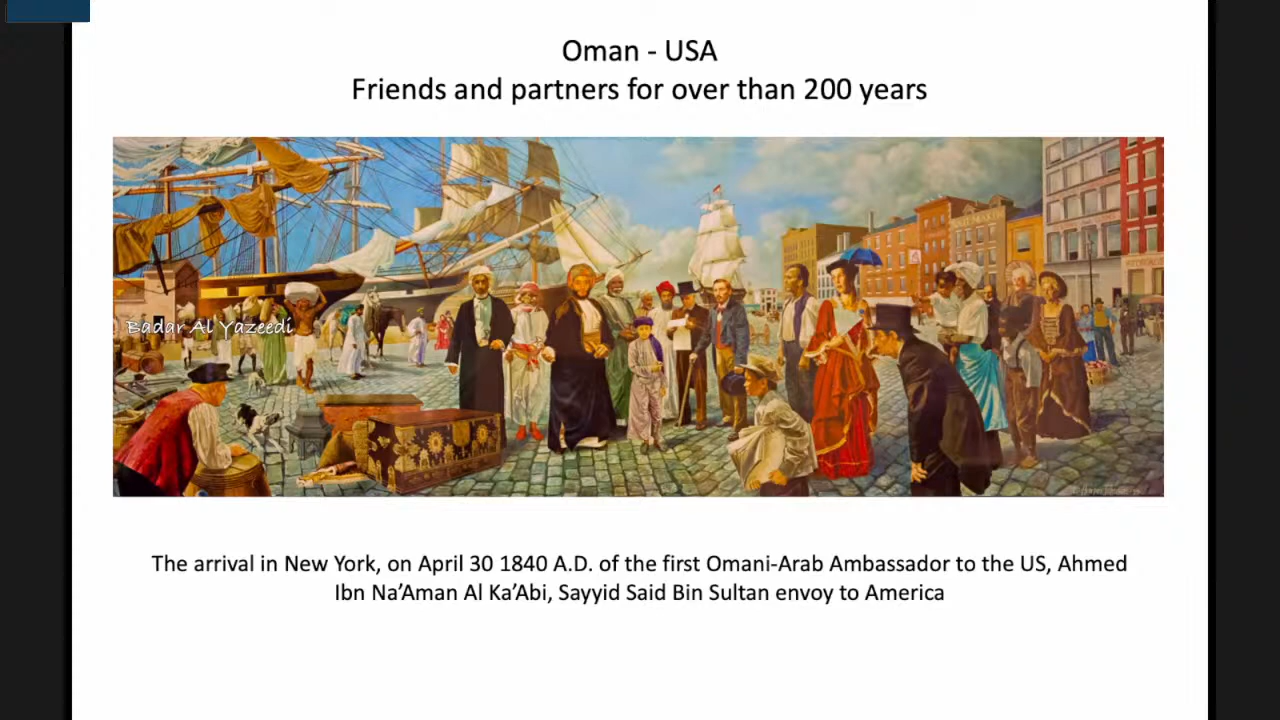 Oman - USA
Friends and partners for over than 200 years
Badar Al Yazeedi
The arrival in New York, on April 30 1840 A.D. of the first Omani-Arab Ambassador to the US, Ahmed
Ibn Na’Aman Al Ka’Abi, Sayyid Said Bin Sultan envoy to America